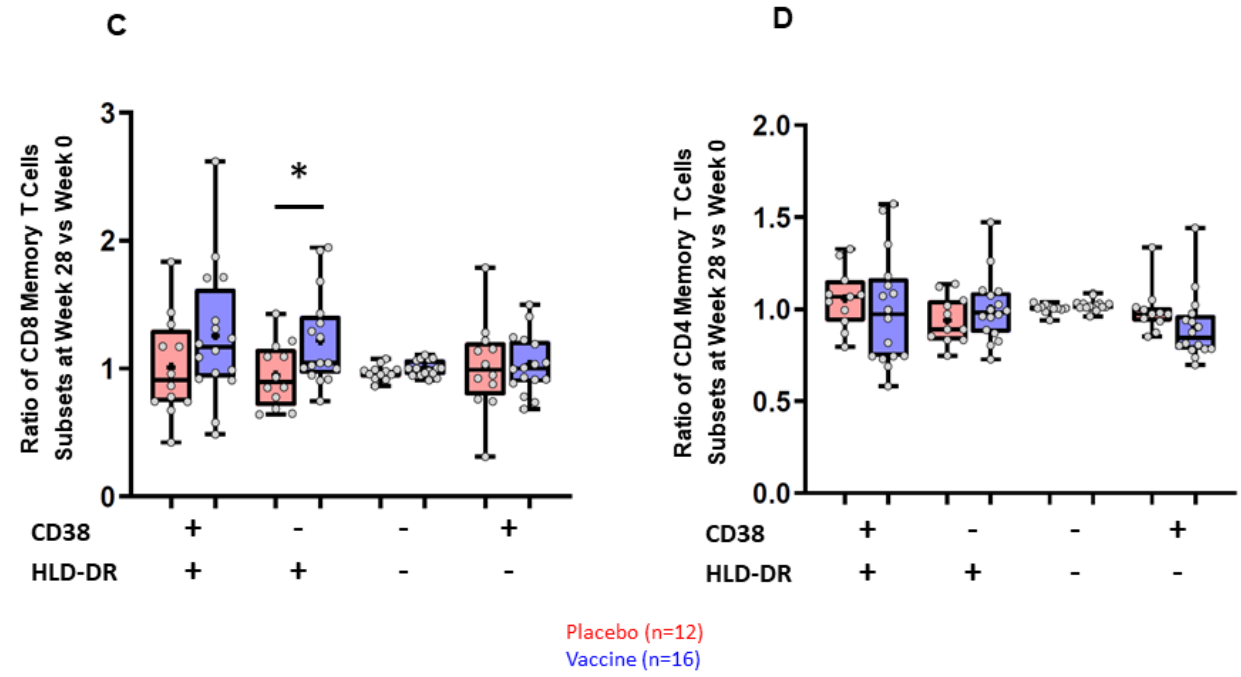 C
Ratio of CD8 Memory T Cells
Subsets at Week 28 vs Week 0
3
2
1
0
*
CD38 + - - +
HLD-DR + + - -
D
Ratio of CD4 Memory T Cells
Subsets at Week 28 vs Week 0
2.0
1.5
1.0
0.5
0.0
CD38 + - - +
HLD-DR + + - -
Placebo (n=12)
Vaccine (n=16)